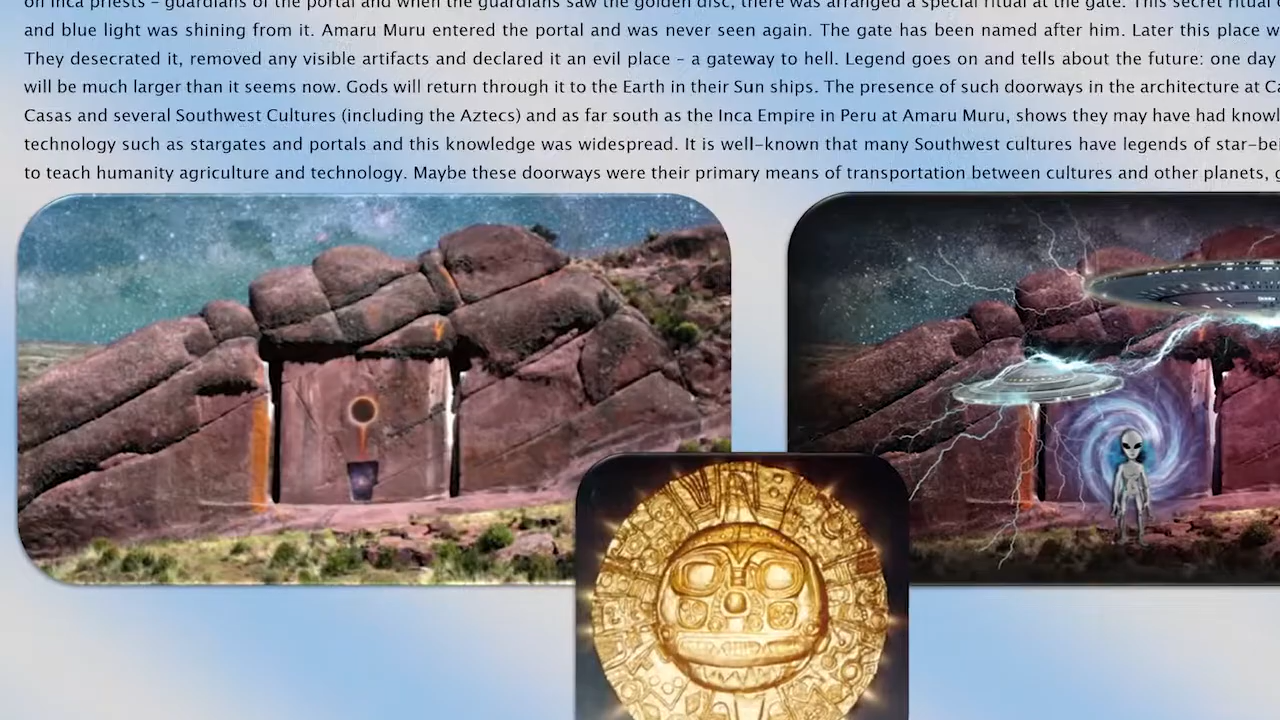 on Inca priests – guardians of the portal and when the guardians saw the golden disc, there was arranged a special ritual at the gate. This secret ritual
and blue light was shining from it. Amaru Muru entered the portal and was never seen again. The gate has been named after him. Later this place
They desecrated it, removed any visible artifacts and declared it an evil place – a gateway to hell. Legend goes on and tells about the future: one day
will be much larger than it seems now. Gods will return through it to the Earth in their Sun ships. The presence of such doorways in the architecture at
Casas and several Southwest Cultures (including the Aztecs) and as far south as the Inca Empire in Peru at Amaru Muru, shows they may have had
technology such as stargates and portals and this knowledge was widespread. It is well-known that many Southwest cultures have legends of
to teach humanity agriculture and technology. Maybe these doorways were their primary means of transportation between cultures and other planets,